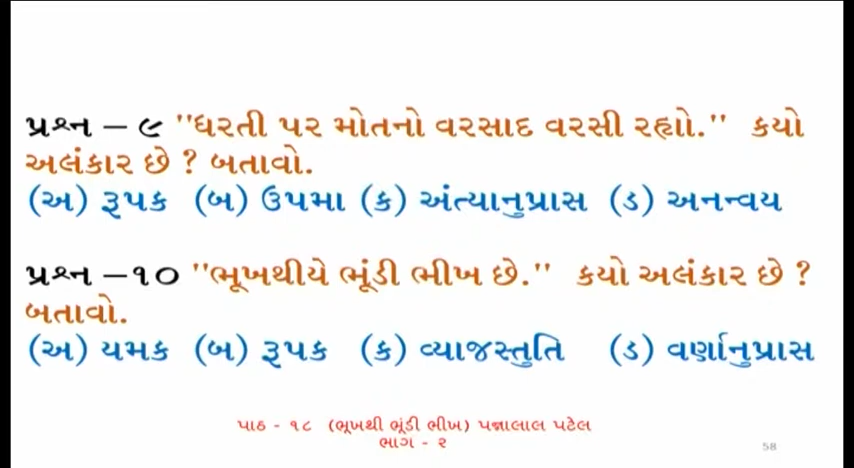 પ્રશ્ન – ૯ "ધરતી પર મોતનો વરસાદ વરસી રહ્યો." કયો
અલંકાર છે ? બતાવો.
(અ) રૂપક (બ) ઉપમા (ક) અંત્યાનુપ્રાસ (ડ) અનન્વય
પ્રશ્ન –૧૦ "ભૂખથીયે ભૂંડી ભીખ છે." કયો અલંકાર છે ?
બતાવો.
(અ) યમક (બ) રૂપક (ક) વ્યાજસ્તુતિ (ડ) વર્ણાનુપ્રાસ
પાઠ - ૧૮ (ભૂખથી ભૂંડી ભીખ) પન્નાલાલ પટેલ
ભાગ - ૨
58